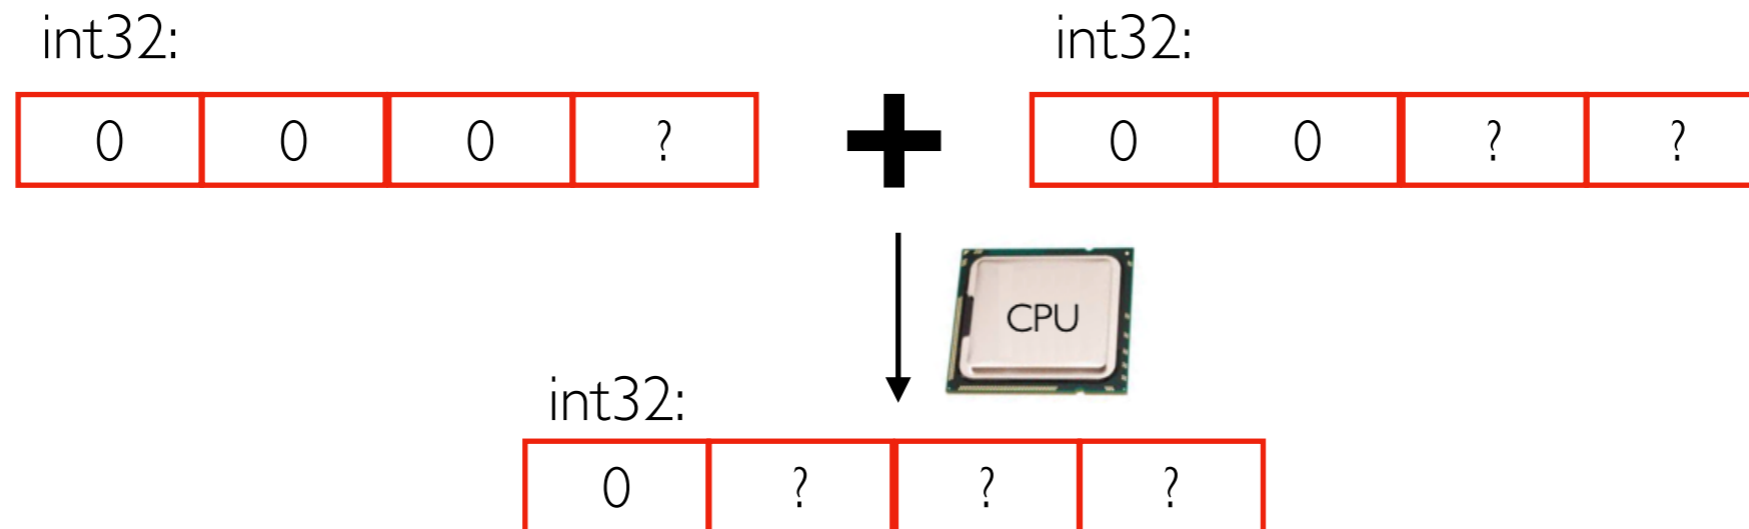 int32: int32:
0 0 0 ? + 0 0 ? ?
CPU
int32:
0 ? ? ?